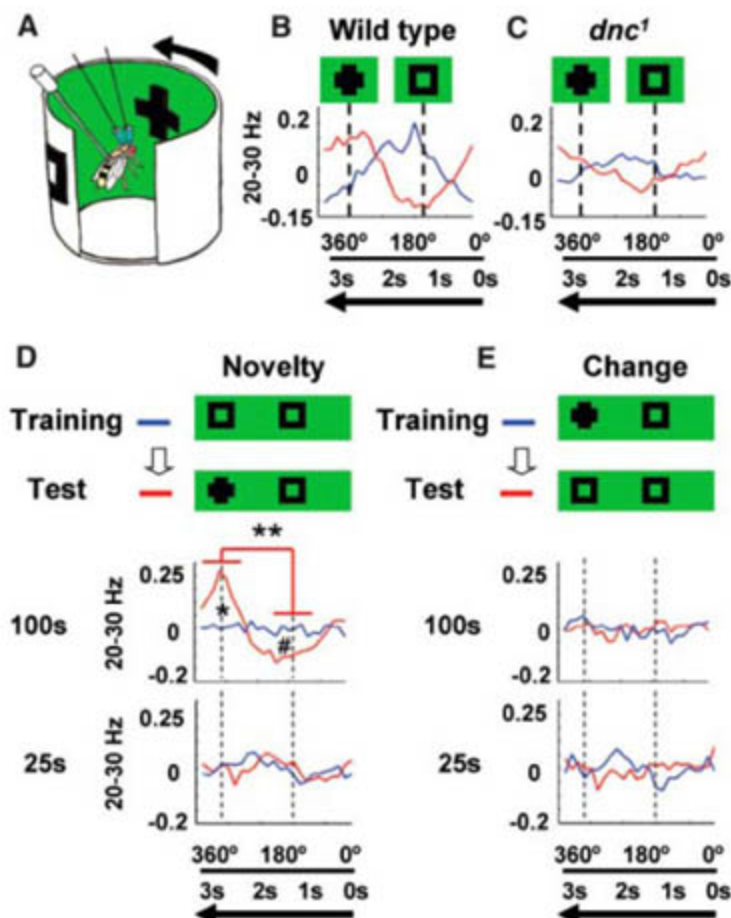 A
B Wild type
C dnc¹
20-30 Hz
0.2
0
-0.15
360° 180° 0°
3s 2s 1s 0s
0.2
0
-0.15
360° 180° 0°
3s 2s 1s 0s
D Novelty
Training
Test
E Change
Training
Test
**
100s
20-30 Hz
0.25
0
-0.2
*
#
100s
0.25
0
-0.2
25s
20-30 Hz
0.25
0
-0.2
25s
0.25
0
-0.2
360° 180° 0°
3s 2s 1s 0s
360° 180° 0°
3s 2s 1s 0s